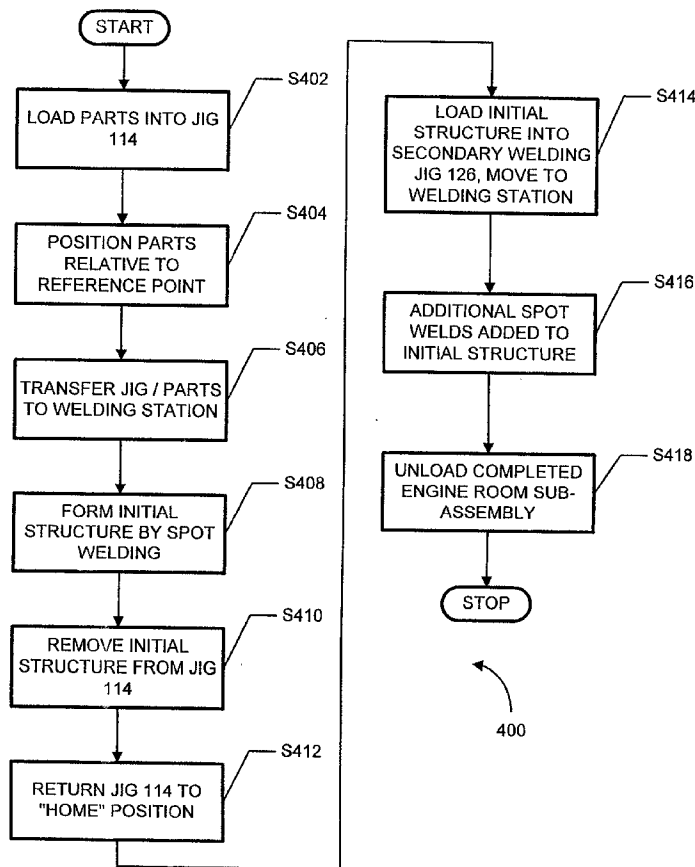 START
S402
LOAD PARTS INTO JIG
114
S404
POSITION PARTS
RELATIVE TO
REFERENCE POINT
S406
TRANSFER JIG / PARTS
TO WELDING STATION
S408
FORM INITIAL
STRUCTURE BY SPOT
WELDING
S410
REMOVE INITIAL
STRUCTURE FROM JIG
114
S412
RETURN JIG 114 TO
"HOME" POSITION
S414
LOAD INITIAL
STRUCTURE INTO
SECONDARY WELDING
JIG 126, MOVE TO
WELDING STATION
S416
ADDITIONAL SPOT
WELDS ADDED TO
INITIAL STRUCTURE
S418
UNLOAD COMPLETED
ENGINE ROOM SUB-
ASSEMBLY
STOP
400